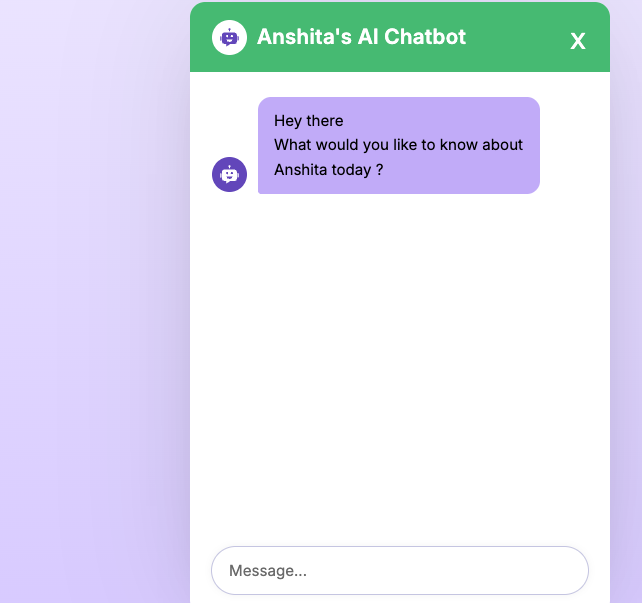 Anshita's AI Chatbot
X
Hey there
What would you like to know about
Anshita today ?
Message...